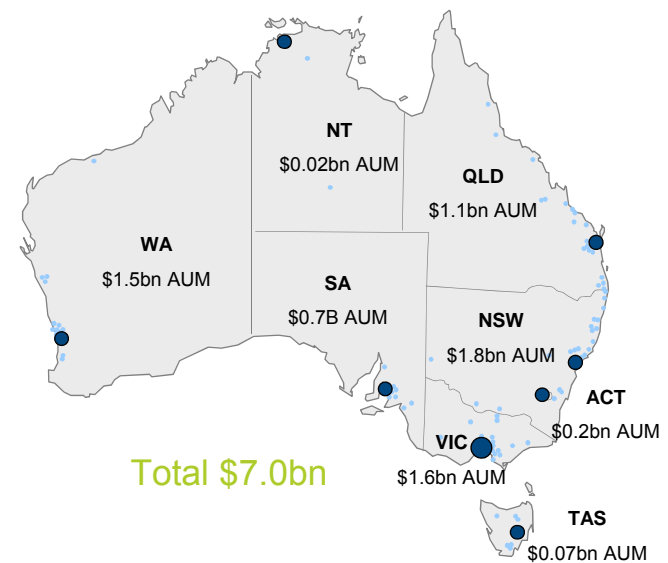 NT
$0.02bn AUM
QLD
$1.1bn AUM
WA
$1.5bn AUM
SA
$0.7B AUM
NSW
$1.8bn AUM
ACT
$0.2bn AUM
VIC
$1.6bn AUM
Total $7.0bn
TAS
$0.07bn AUM